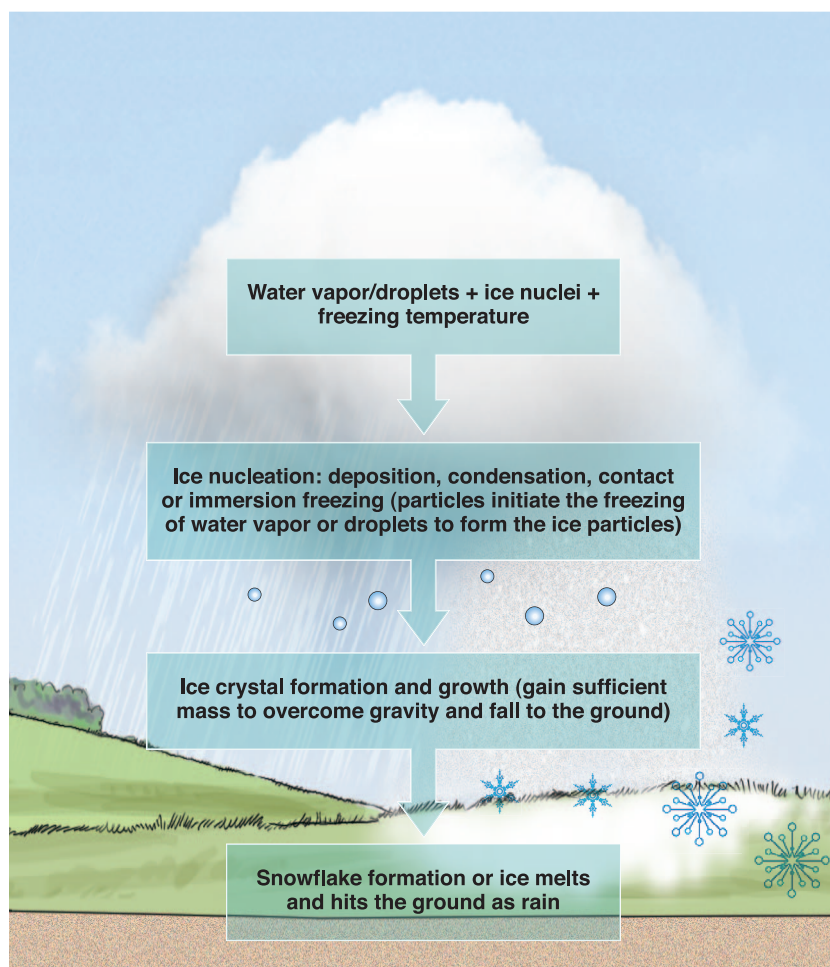 Water vapor/droplets + ice nuclei +
freezing temperature
Ice nucleation: deposition, condensation, contact
or immersion freezing (particles initiate the freezing
of water vapor or droplets to form the ice particles)
Ice crystal formation and growth (gain sufficient
mass to overcome gravity and fall to the ground)
Snowflake formation or ice melts
and hits the ground as rain